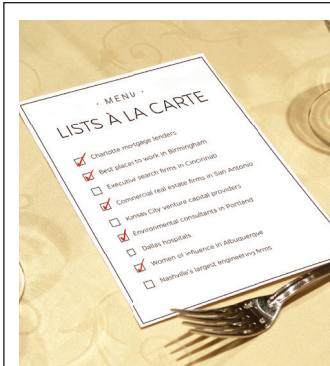 · MENU ·
LISTS À LA CARTE
Charlotte mortgage lenders
Best places to work in Birmingham
Executive search firms in Cincinnati
Commercial real estate firms in San Antonio
Kansas City venture capital providers
Environmental consultants in Portland
Dallas hospitals
Women of influence in Albuquerque
Nashville's largest engineering firms